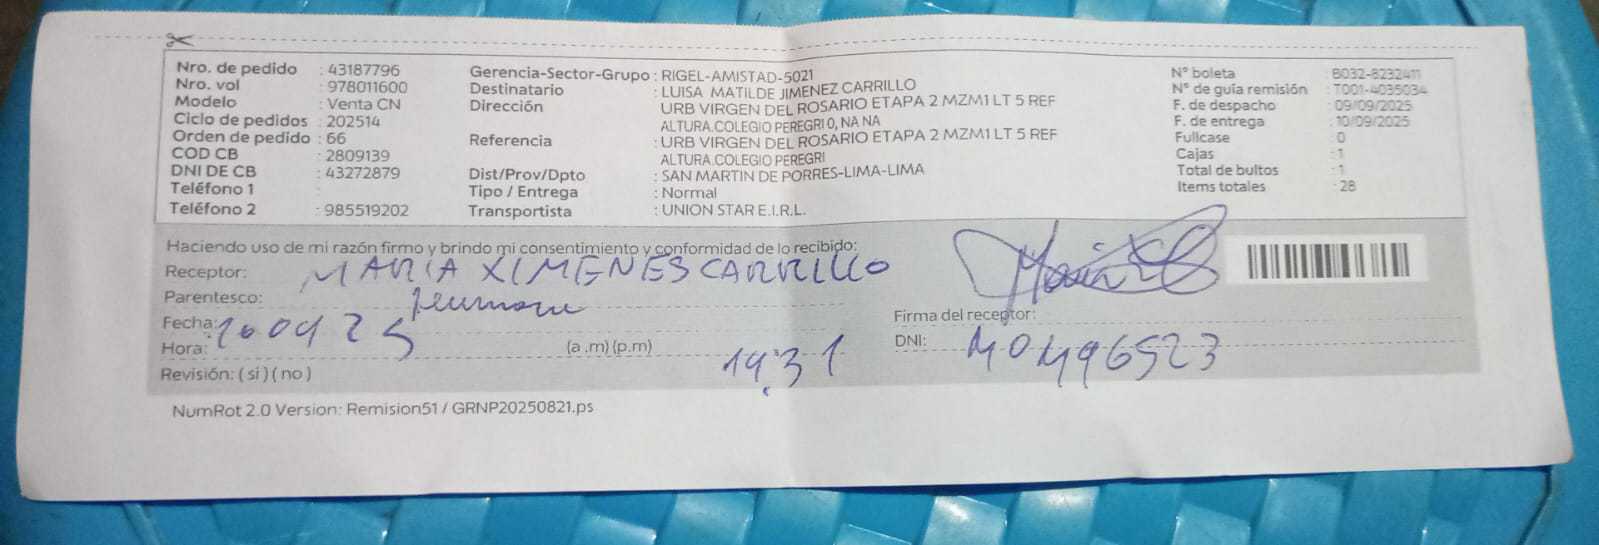 Nro. de pedido : 43187796
Nro. vol : 978011600
Modelo : Venta CN
Ciclo de pedidos : 202514
Orden de pedido : 66
COD CB : 2809139
DNI DE CB : 43272879
Teléfono 1 :
Teléfono 2 : 985519202
Gerencia-Sector-Grupo : RIGEL-AMISTAD-5021
Destinatario : LUISA MATILDE JIMENEZ CARRILLO
Dirección URB VIRGEN DEL ROSARIO ETAPA 2 MZM1 LT 5 REF
ALTURA.COLEGIO PEREGRI 0, NA NA
Referencia : URB VIRGEN DEL ROSARIO ETAPA 2 MZM1 LT 5 REF
ALTURA.COLEGIO PEREGRI
Dist/Prov/Dpto : SAN MARTIN DE PORRES-LIMA-LIMA
Tipo / Entrega : Normal
Transportista : UNION STAR E.I.R.L.
N° boleta : B032-8232411
N° de guia remisión : T001-4035034
F. de despacho : 09/09/2025
F. de entrega : 10/09/2025
Fullcase : 0
Cajas : 1
Total de bultos : 1
Items totales : 28
Haciendo uso de mi razón firmo y brindo mi consentimiento y conformidad de lo recibido:
Receptor: MARIA XIMENES CARRILLO
Parentesco:
Fecha: 10 09 25
Hora: (a .m) (p.m) 19:31
Revisión: ( si ) ( no )
Firma del receptor:
DNI: 40496523
NumRot 2.0 Version: Remision51 / GRNP20250821.ps